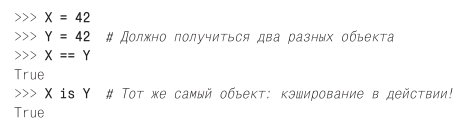 >>> X = 42
>>> Y = 42 # Должно получиться два разных объекта
>>> X == Y
True
>>> X is Y # Тот же самый объект: кэширование в действии!
True